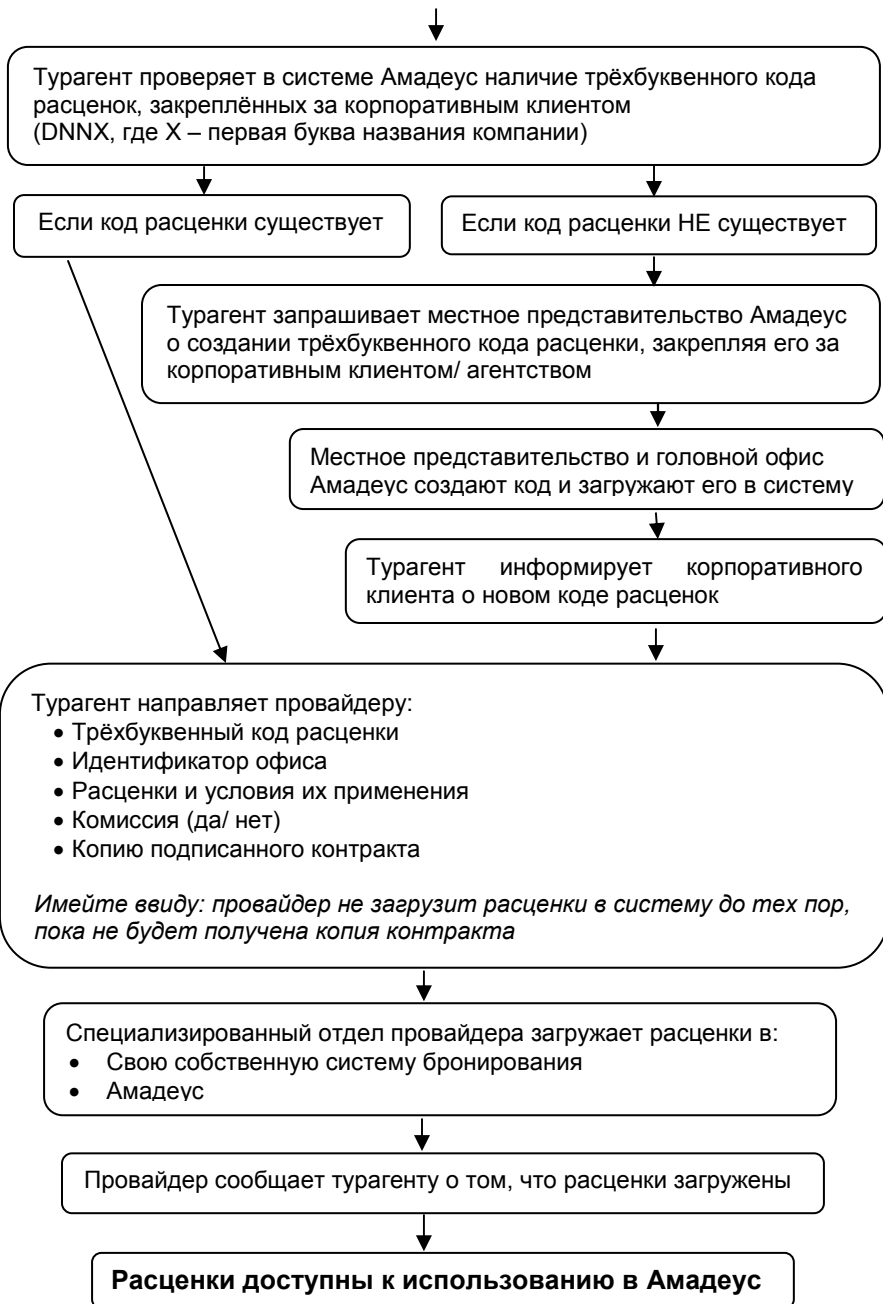 Турагент проверяет в системе Амадеус наличие трёхбуквенного кода
расценок, закреплённых за корпоративным клиентом
(DNNX, где X – первая буква названия компании)
Если код расценки существует
Если код расценки НЕ существует
Турагент запрашивает местное представительство Амадеус
о создании трёхбуквенного кода расценки, закрепляя его за
корпоративным клиентом/ агентством
Местное представительство и головной офис
Амадеус создают код и загружают его в систему
Турагент информирует корпоративного
клиента о новом коде расценок
Турагент направляет провайдеру:
• Трёхбуквенный код расценки
• Идентификатор офиса
• Расценки и условия их применения
• Комиссия (да/ нет)
• Копию подписанного контракта
Имейте ввиду: провайдер не загрузит расценки в систему до тех пор,
пока не будет получена копия контракта
Специализированный отдел провайдера загружает расценки в:
• Свою собственную систему бронирования
• Амадеус
Провайдер сообщает турагенту о том, что расценки загружены
Расценки доступны к использованию в Амадеус